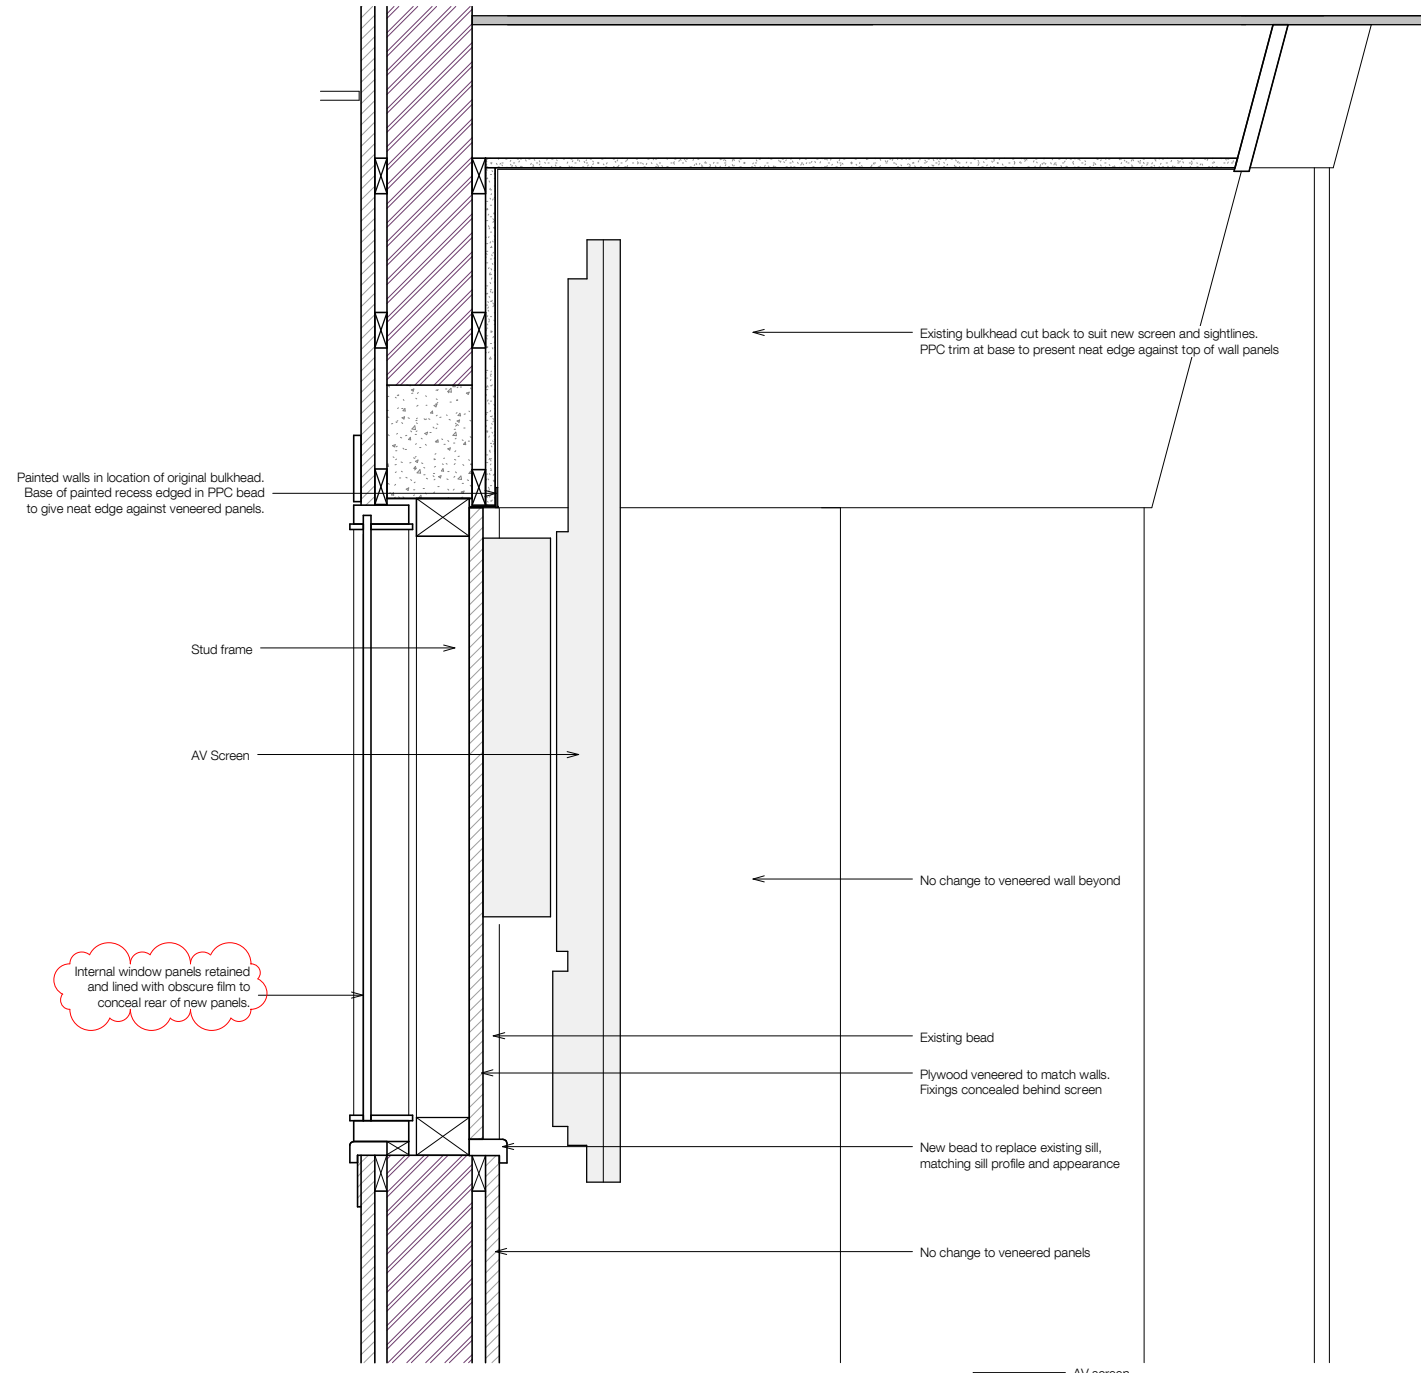 Existing bulkhead cut back to suit new screen and sightlines.
PPC trim at base to present neat edge against top of wall panels
Painted walls in location of original bulkhead.
Base of painted recess edged in PPC bead
to give neat edge against veneered panels.
Stud frame
AV Screen
No change to veneered wall beyond
Internal window panels retained
and lined with obscure film to
conceal rear of new panels.
Existing bead
Plywood veneered to match walls.
Fixings concealed behind screen
New bead to replace existing sill,
matching sill profile and appearance
No change to veneered panels
AV screen